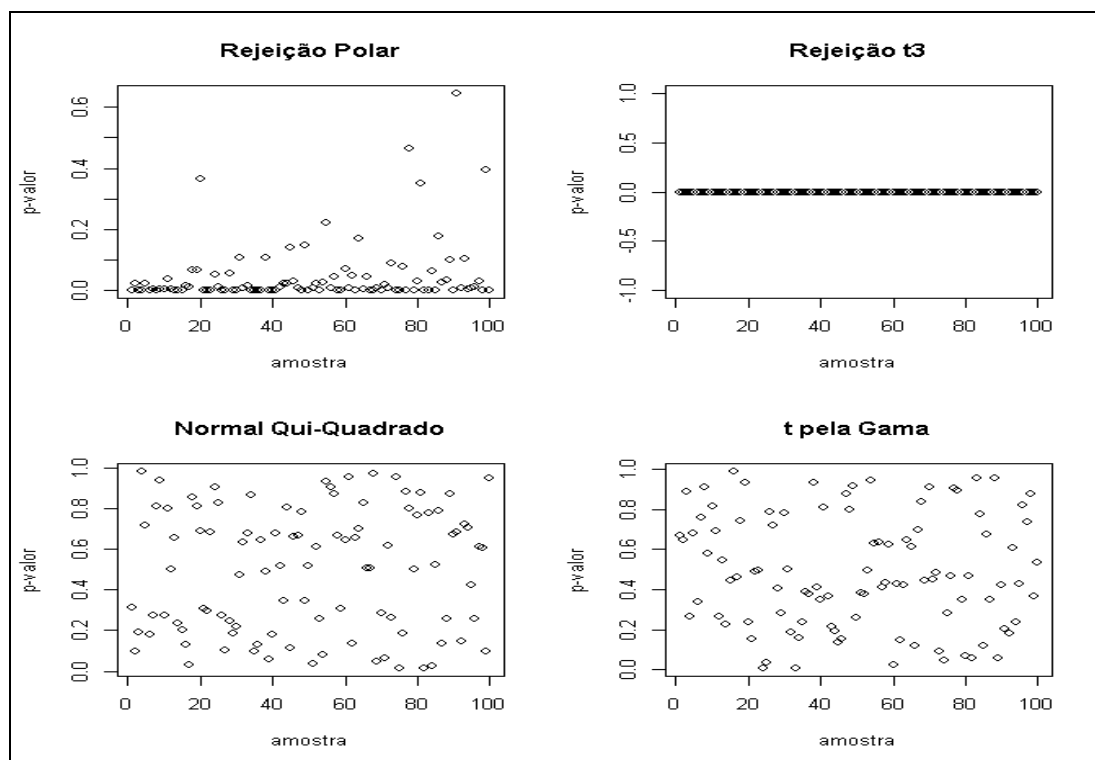 Rejeição Polar
p-valor
0.0 0.2 0.4 0.6
0 20 40 60 80 100
amostra
Rejeição t3
p-valor
-1.0 -0.5 0.0 0.5 1.0
0 20 40 60 80 100
amostra
Normal Qui-Quadrado
p-valor
0.0 0.2 0.4 0.6 0.8 1.0
0 20 40 60 80 100
amostra
t pela Gama
p-valor
0.0 0.2 0.4 0.6 0.8 1.0
0 20 40 60 80 100
amostra